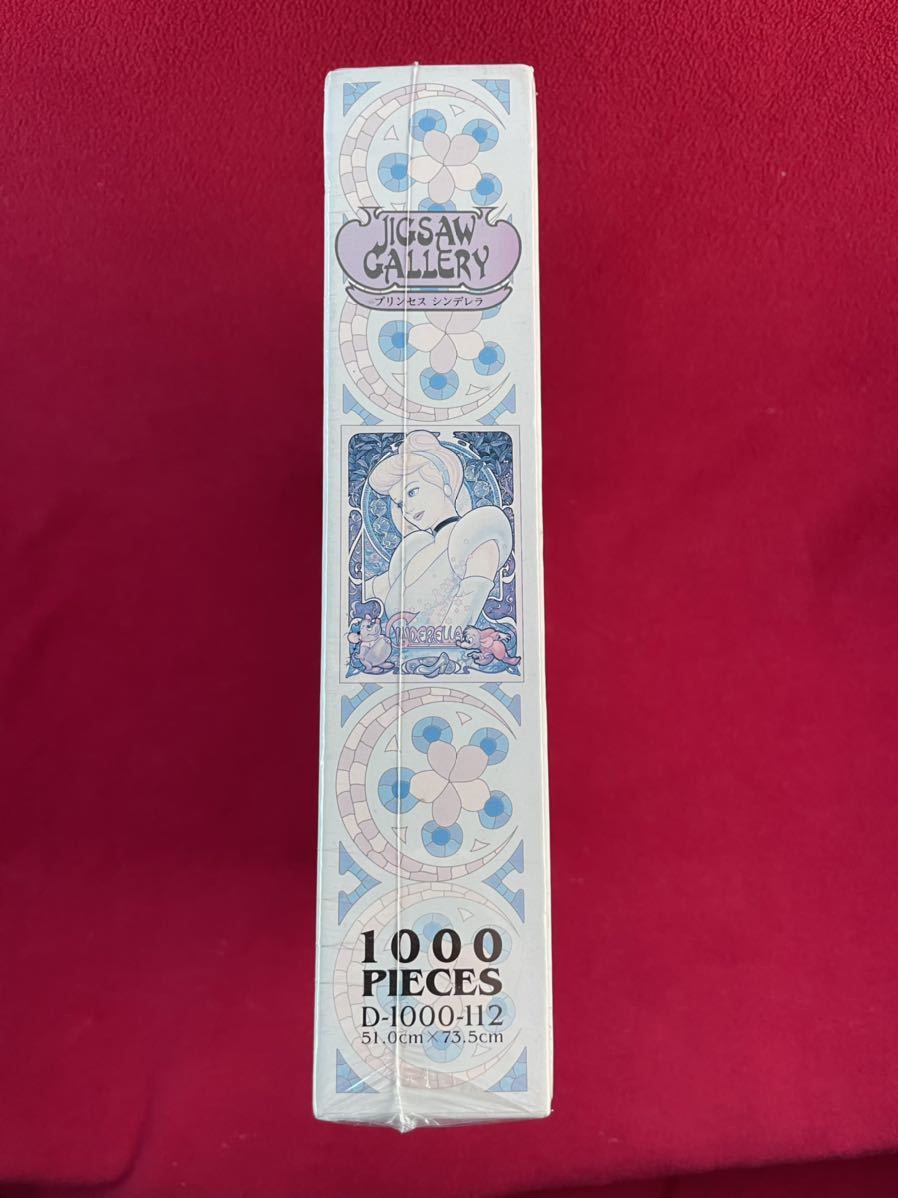 JIGSAW
GALLERY
プリンセス シンデレラ
CINDERELLA
1000
PIECES
D-1000-112
51.0cm×73.5cm